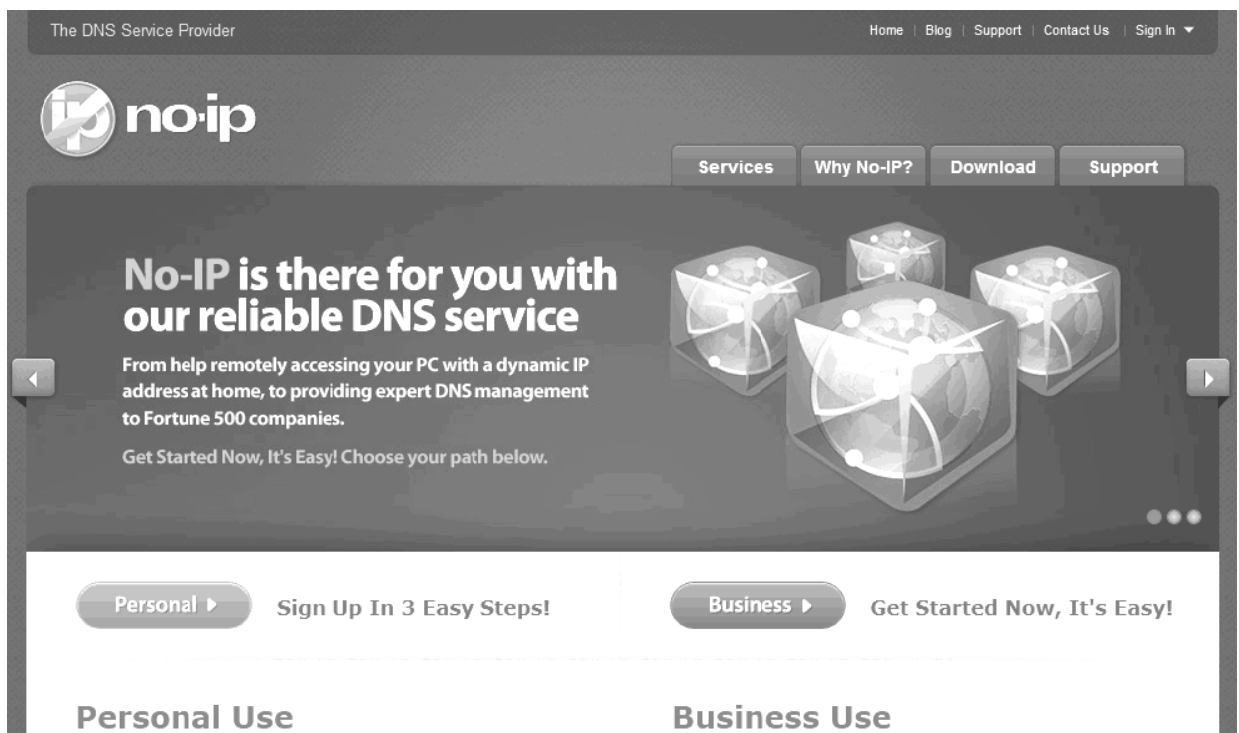 The DNS Service Provider
Home | Blog | Support | Contact Us | Sign In
ip no·ip
Services Why No-IP? Download Support
No-IP is there for you with
our reliable DNS service
From help remotely accessing your PC with a dynamic IP
address at home, to providing expert DNS management
to Fortune 500 companies.
Get Started Now, It's Easy! Choose your path below.
Personal Sign Up In 3 Easy Steps! Business Get Started Now, It's Easy!
Personal Use Business Use